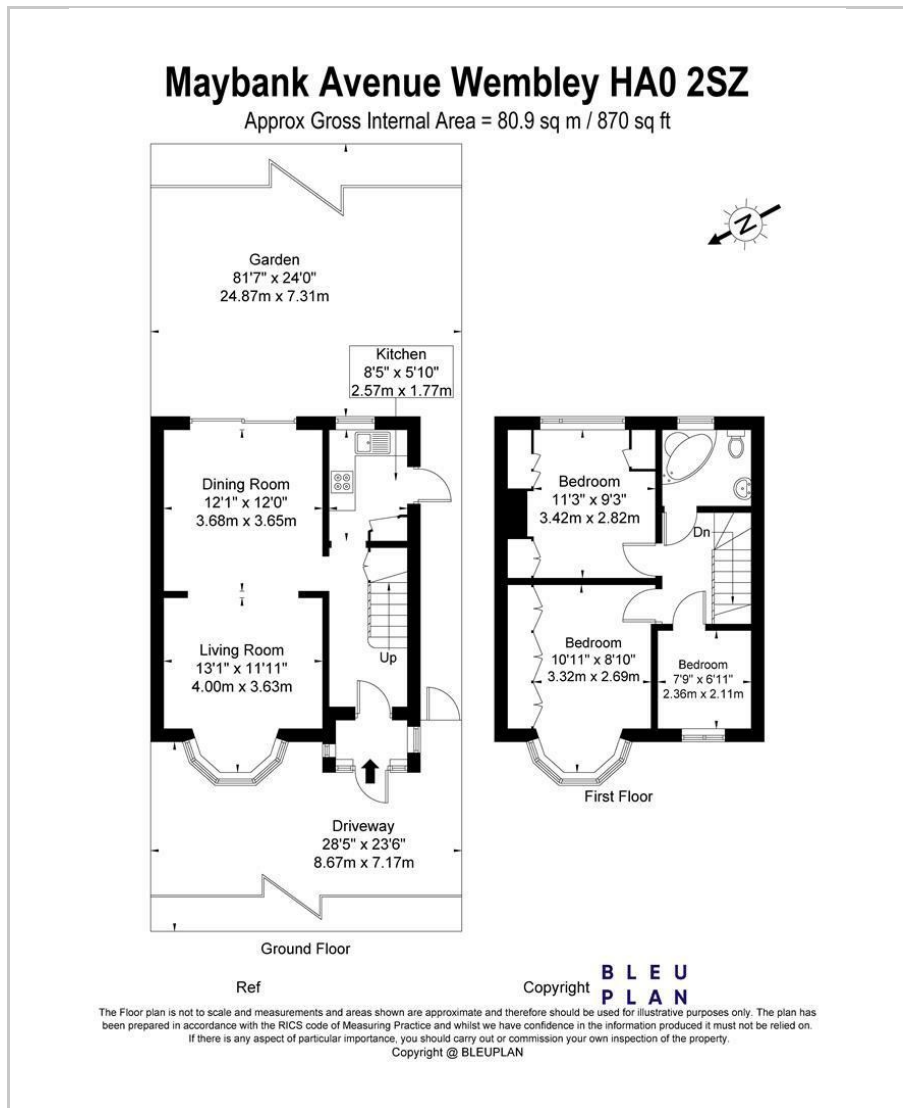 Maybank Avenue Wembley HA0 2SZ
Approx Gross Internal Area = 80.9 sq m / 870 sq ft
N
Garden
81'7" x 24'0"
24.87m x 7.31m
Kitchen
8'5" x 5'10"
2.57m x 1.77m
Dining Room
12'1" x 12'0"
3.68m x 3.65m
Living Room
13'1" x 11'11"
4.00m x 3.63m
Up
Driveway
28'5" x 23'6"
8.67m x 7.17m
Ground Floor
Bedroom
11'3" x 9'3"
3.42m x 2.82m
Dn
Bedroom
10'11" x 8'10"
3.32m x 2.69m
Bedroom
7'9" x 6'11"
2.36m x 2.11m
First Floor
Ref
Copyright
BLEU
PLAN
The Floor plan is not to scale and measurements and areas shown are approximate and therefore should be used for illustrative purposes only. The plan has
been prepared in accordance with the RICS code of Measuring Practice and whilst we have confidence in the information produced it must not be relied on.
If there is any aspect of particular importance, you should carry out or commission your own inspection of the property.
Copyright @ BLEUPLAN